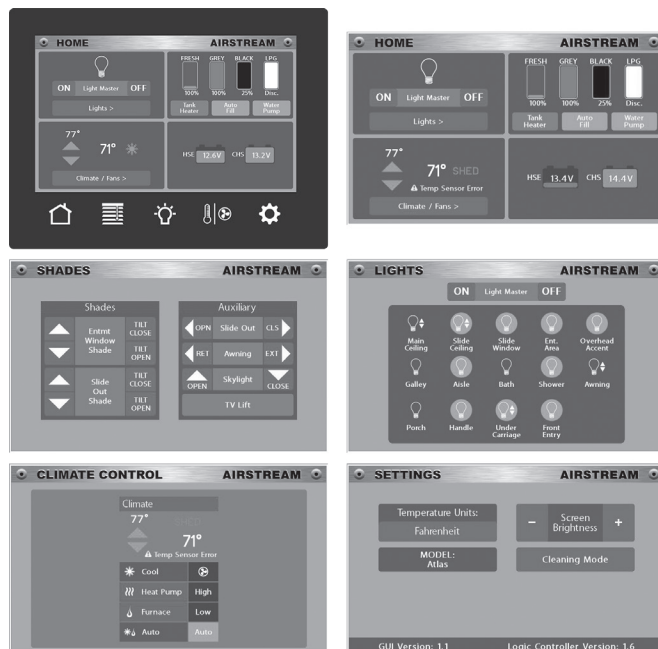 HOME AIRSTREAM
FRESH GREY BLACK LPG
ON Light Master OFF
100% 100% 25% Disc.
Lights >
Tank Heater Auto Fill Water Pump
77°
71°
HSE 12.6V CHS 13.2V
Climate / Fans >
HOME AIRSTREAM
FRESH GREY BLACK LPG
ON Light Master OFF
100% 25% Disc.
Lights >
Tank Heater Auto Fill Water Pump
77°
71° SHED
Temp Sensor Error
HSE 13.4V CHS 14.4V
Climate / Fans >
SHADES AIRSTREAM
Shades
Entmt Window Shade
TILT CLOSE
TILT OPEN
Slide Out Shade
TILT CLOSE
TILT OPEN
Auxiliary
OPN Slide Out CLS
RET Awning EXT
OPEN Skylight CLOSE
TV Lift
LIGHTS AIRSTREAM
ON Light Master OFF
Main Ceiling Slide Ceiling Slide Window Ent. Area Overhead Accent
Galley Aisle Bath Shower Awning
Porch Handle Under Carriage Front Entry
CLIMATE CONTROL AIRSTREAM
Climate
77°
SHED
71°
Temp Sensor Error
Cool
Heat Pump High
Furnace Low
Auto Auto
SETTINGS AIRSTREAM
Temperature Units:
Fahrenheit
MODEL:
Atlas
– Screen Brightness +
Cleaning Mode
GUI Version: 1.1 Logic Controller Version: 1.6